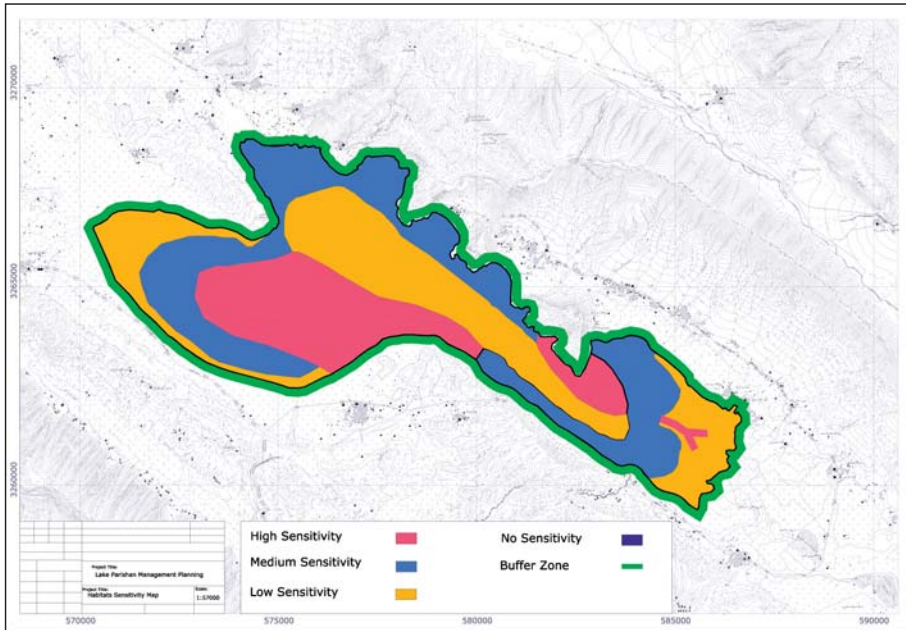 3270000
3265000
3260000
High Sensitivity
Medium Sensitivity
Low Sensitivity
No Sensitivity
Buffer Zone
Project Title:
Lake Parishan Management Planning
Project Title:
Habitats Sensitivity Map
Scale:
1:57000
570000
575000
580000
585000
590000